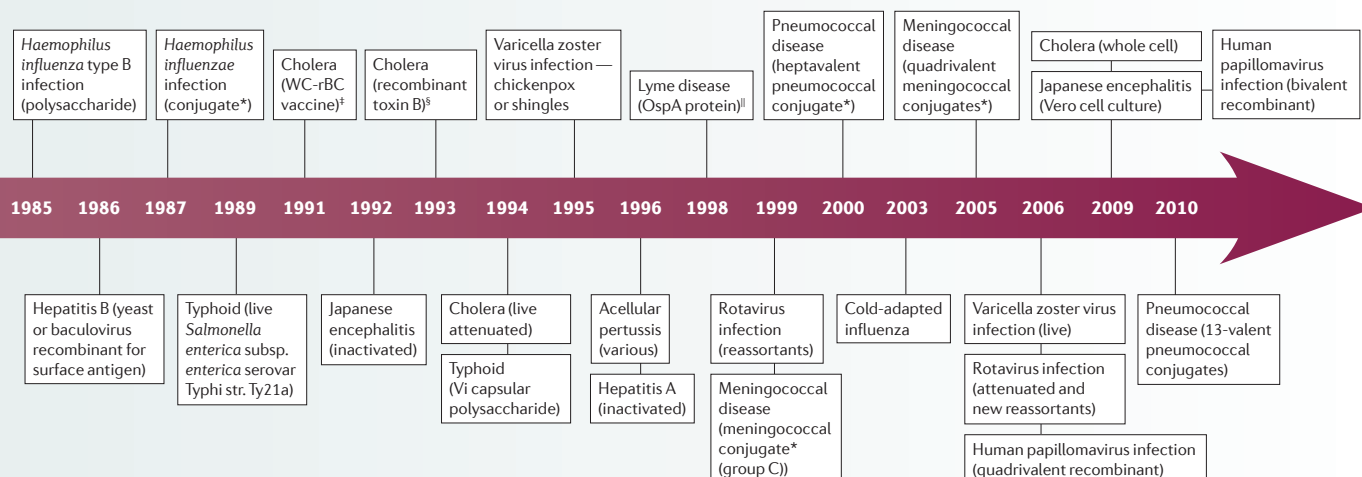 Haemophilus
influenza type B
infection
(polysaccharide)
Haemophilus
influenzae
infection
(conjugate*)
Cholera
(WC-rBC
vaccine)‡
Cholera
(recombinant
toxin B)§
Varicella zoster
virus infection —
chickenpox
or shingles
Lyme disease
(OspA protein)||
Pneumococcal
disease
(heptavalent
pneumococcal
conjugate*)
Meningococcal
disease
(quadrivalent
meningococcal
conjugates*)
Cholera (whole cell)
Japanese encephalitis
(Vero cell culture)
Human
papillomavirus
infection (bivalent
recombinant)
1985 1986 1987 1989 1991 1992 1993 1994 1995 1996 1998 1999 2000 2003 2005 2006 2009 2010
Hepatitis B (yeast
or baculovirus
recombinant for
surface antigen)
Typhoid (live
Salmonella
enterica subsp.
enterica serovar
Typhi str. Ty21a)
Japanese
encephalitis
(inactivated)
Cholera (live
attenuated)
Typhoid
(Vi capsular
polysaccharide)
Acellular
pertussis
(various)
Hepatitis A
(inactivated)
Rotavirus
infection
(reassortants)
Meningococcal
disease
(meningococcal
conjugate*
(group C))
Cold-adapted
influenza
Varicella zoster virus
infection (live)
Rotavirus infection
(attenuated and
new reassortants)
Human papillomavirus infection
(quadrivalent recombinant)
Pneumococcal
disease (13-valent
pneumococcal
conjugates)